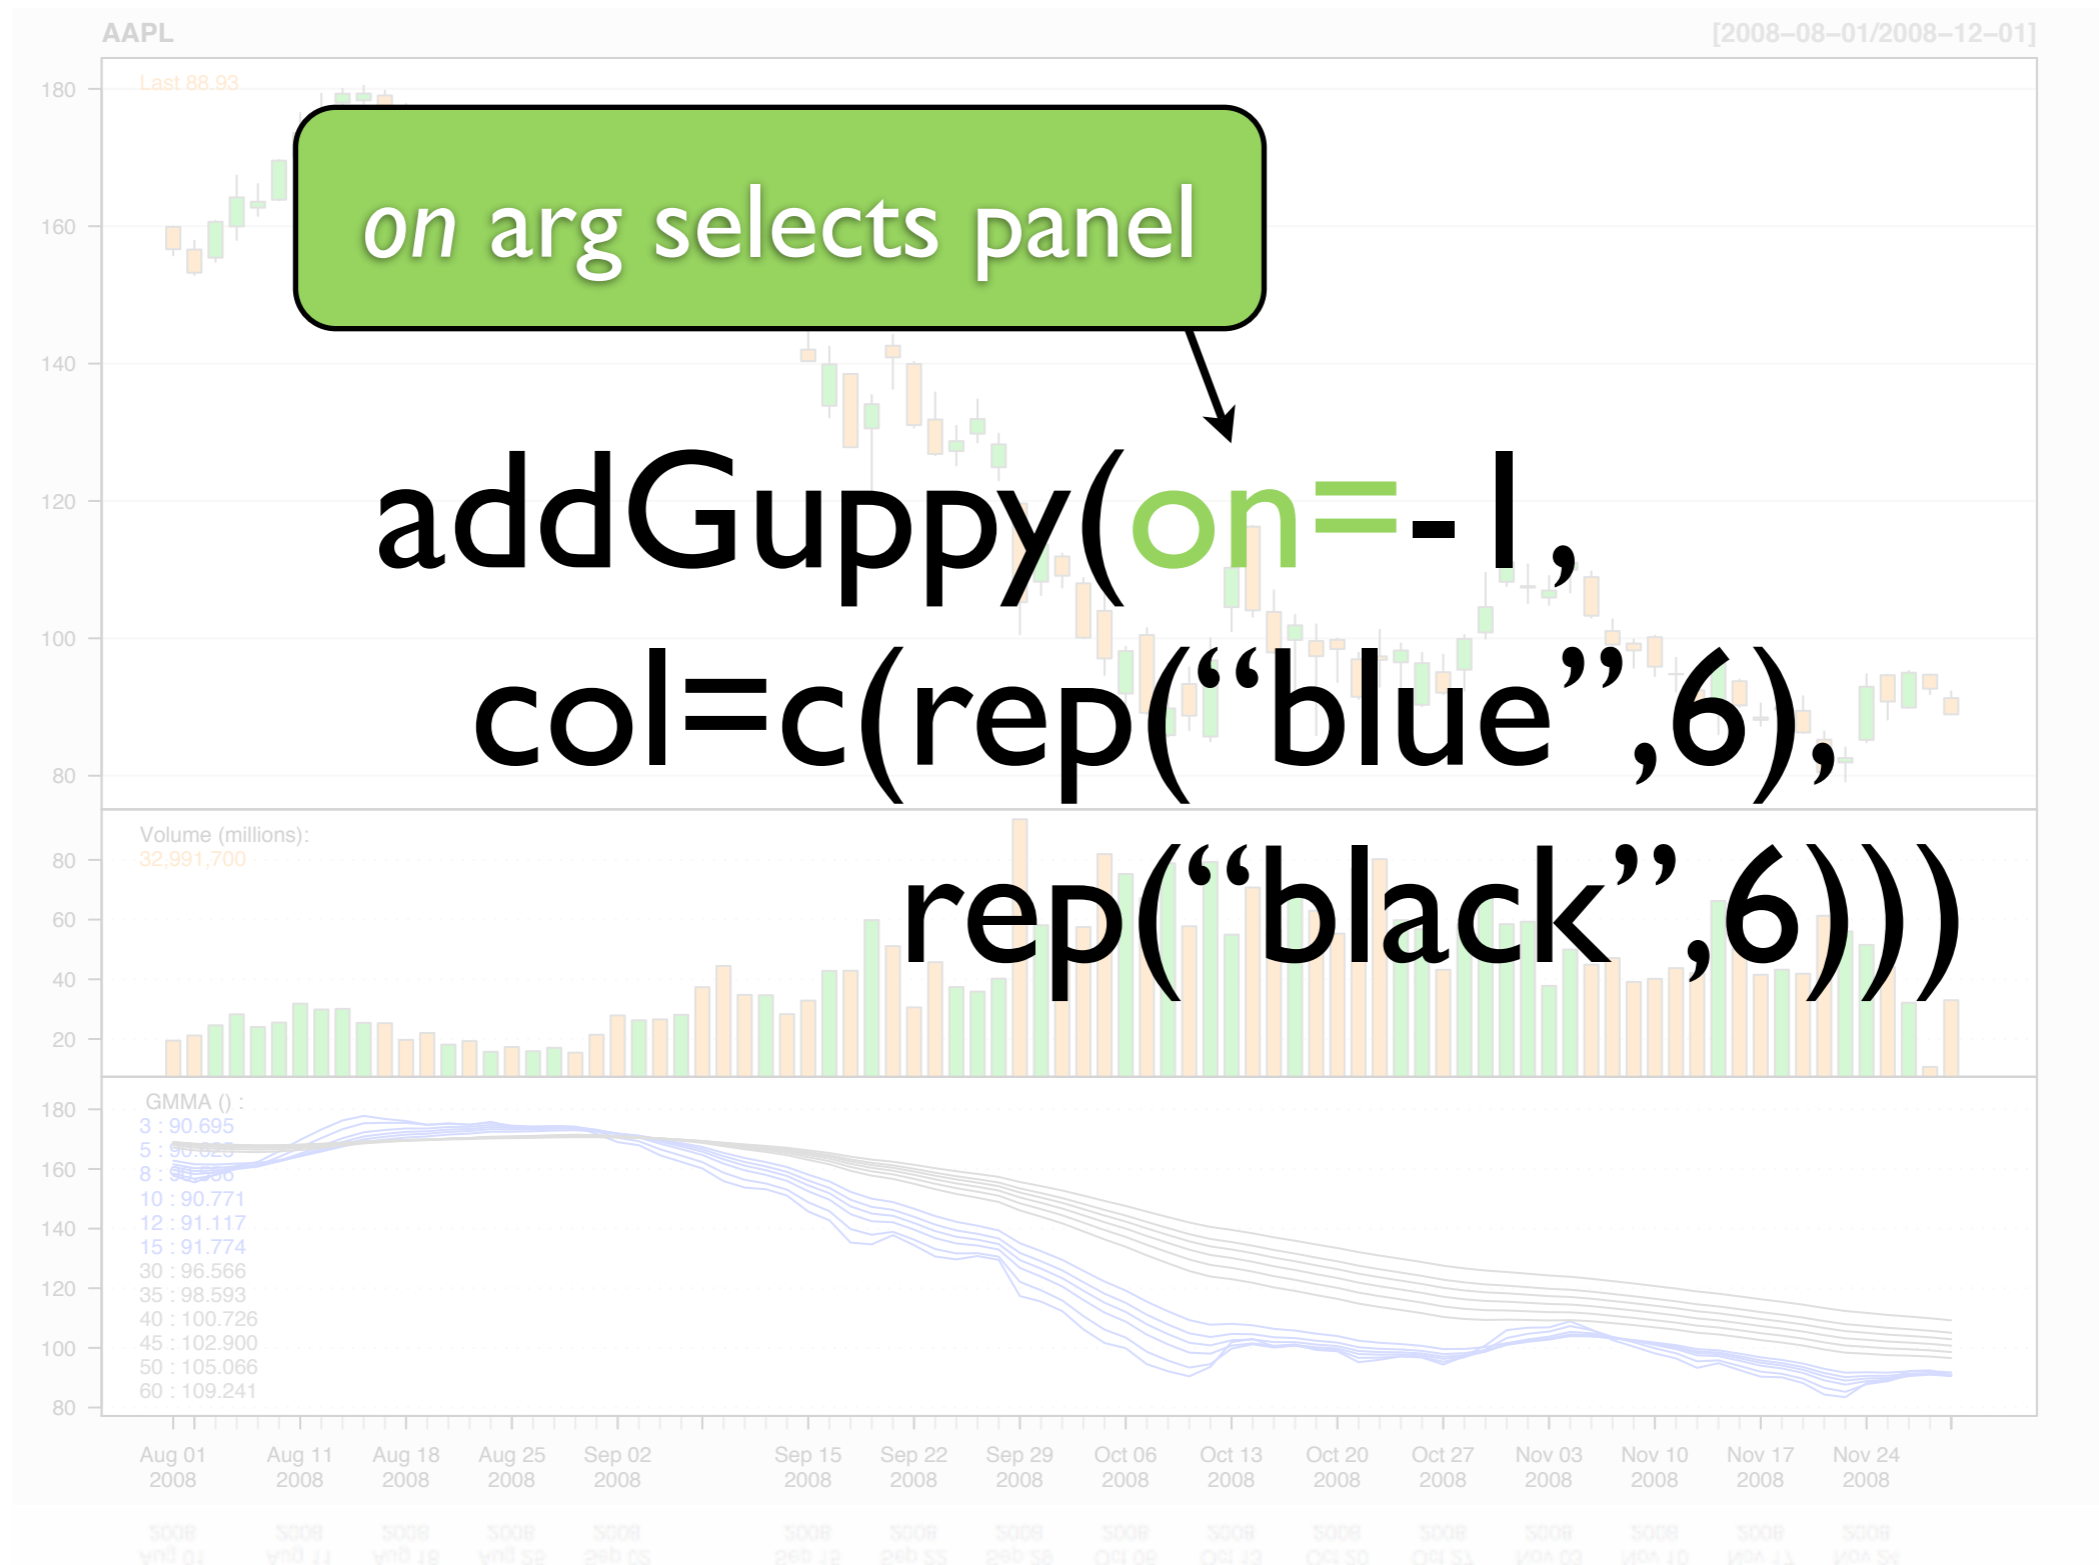 AAPL [2008−08−01/2008−12−01]
Last 88.93
180
160
140
120
100
80
on arg selects panel
addGuppy(on=-1,
col=c(rep(“blue”,6),
rep(“black”,6)))
Volume (millions):
32,991,700
80
60
40
20
GMMA () :
3 : 90.695
5 : 90.625
10 : 90.771
12 : 91.117
15 : 91.774
30 : 96.566
35 : 98.593
40 : 100.726
45 : 102.900
50 : 105.066
60 : 109.241
180
160
140
120
100
80
Aug 01 Aug 11 Aug 18 Aug 25 Sep 02 Sep 15 Sep 22 Sep 29 Oct 06 Oct 13 Oct 20 Oct 27 Nov 03 Nov 10 Nov 17 Nov 24
2008 2008 2008 2008 2008 2008 2008 2008 2008 2008 2008 2008 2008 2008 2008 2008